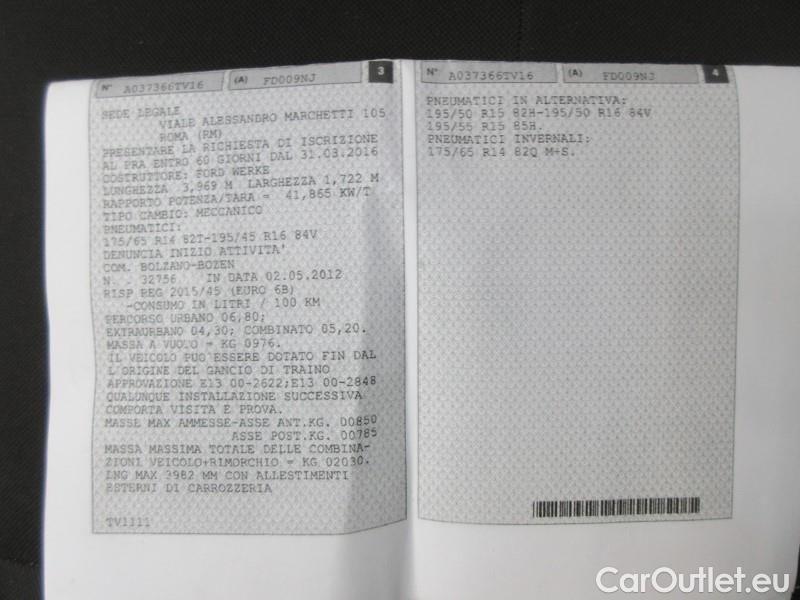 N° A037366TV16 (A) FD009NJ 3
SEDE LEGALE
VIALE ALESSANDRO MARCHETTI 105
ROMA (RM)
PRESENTARE LA RICHIESTA DI ISCRIZIONE
AL PRA ENTRO 60 GIORNI DAL 31.03.2016
COSTRUTTORE: FORD WERKE
LUNGHEZZA 3,969 M LARGHEZZA 1,722 M
RAPPORTO POTENZA/TARA = 41,865 KW/T
TIPO CAMBIO: MECCANICO
PNEUMATICI:
175/65 R14 82T-195/45 R16 84V
DENUNCIA INIZIO ATTIVITA'
COM. BOLZANO-BOZEN
N. . 32756 IN DATA 02.05.2012
RISP REG 2015/45 (EURO 6B)
-CONSUMO IN LITRI / 100 KM
PERCORSO URBANO 06,80;
EXTRAURBANO 04,30; COMBINATO 05,20.
MASSA A VUOTO = KG 0976.
IL VEICOLO PUO'ESSERE DOTATO FIN DAL
L'ORIGINE DEL GANCIO DI TRAINO
APPROVAZIONE E13 00-2622;E13 00-2848
QUALUNQUE INSTALLAZIONE SUCCESSIVA
COMPORTA VISITA E PROVA.
MASSE MAX AMMESSE-ASSE ANT.KG. 00850
ASSE POST.KG. 00785
MASSA MASSIMA TOTALE DELLE COMBINA-
ZIONI VEICOLO+RIMORCHIO = KG 02030.
LNG MAX 3982 MM CON ALLESTIMENTI
ESTERNI DI CARROZZERIA
TV1111
N° A037366TV16 (A) FD009NJ 4
PNEUMATICI IN ALTERNATIVA:
195/50 R15 82H-195/50 R16 84V
195/55 R15 85H.
PNEUMATICI INVERNALI:
175/65 R14 82Q M+S.
CarOutlet.eu